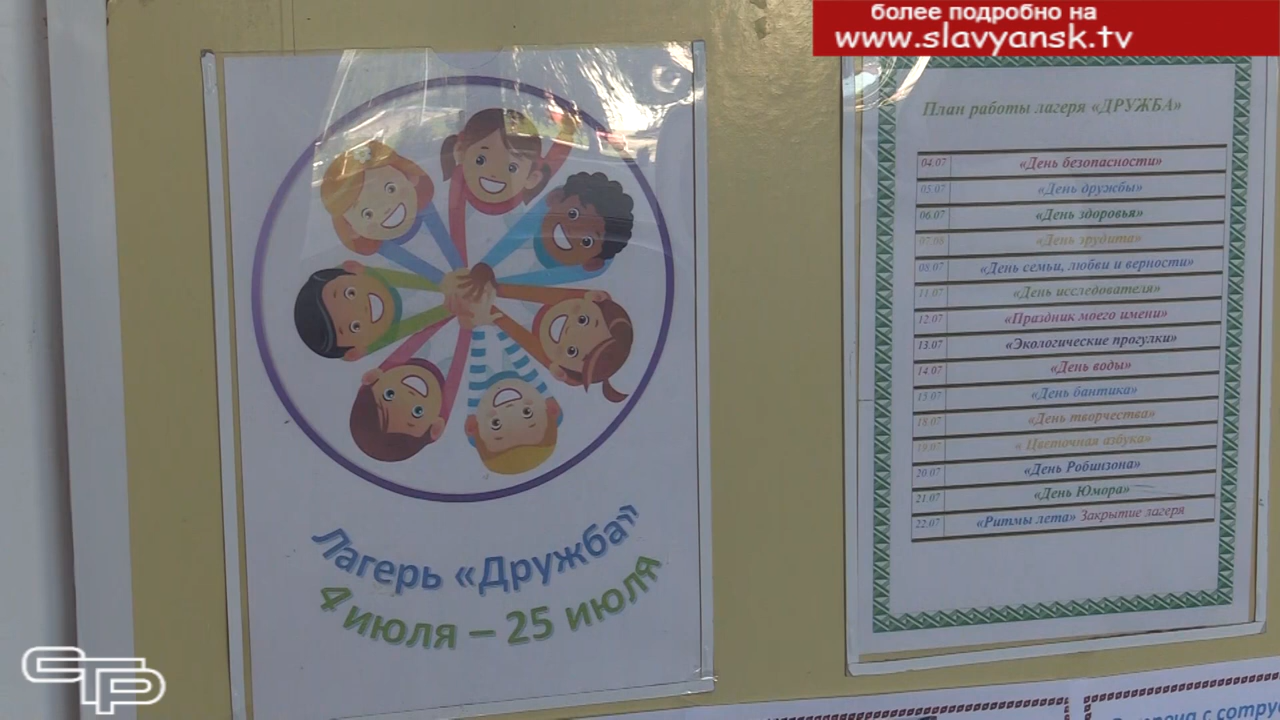 более подробно на
www.slavyansk.tv
Лагерь «Дружба»
4 июля – 25 июля
План работы лагеря «ДРУЖБА»
04.07 «День безопасности»
05.07 «День дружбы»
06.07 «День здоровья»
07.08 «День эрудита»
08.07 «День семьи, любви и верности»
11.07 «День исследователя»
12.07 «Праздник моего имени»
13.07 «Экологические прогулки»
14.07 «День воды»
15.07 «День бантика»
18.07 «День творчества»
19.07 « Цветочная азбука»
20.07 «День Робинзона»
21.07 «День Юмора»
22.07 «Ритмы лета» Закрытие лагеря
СТР